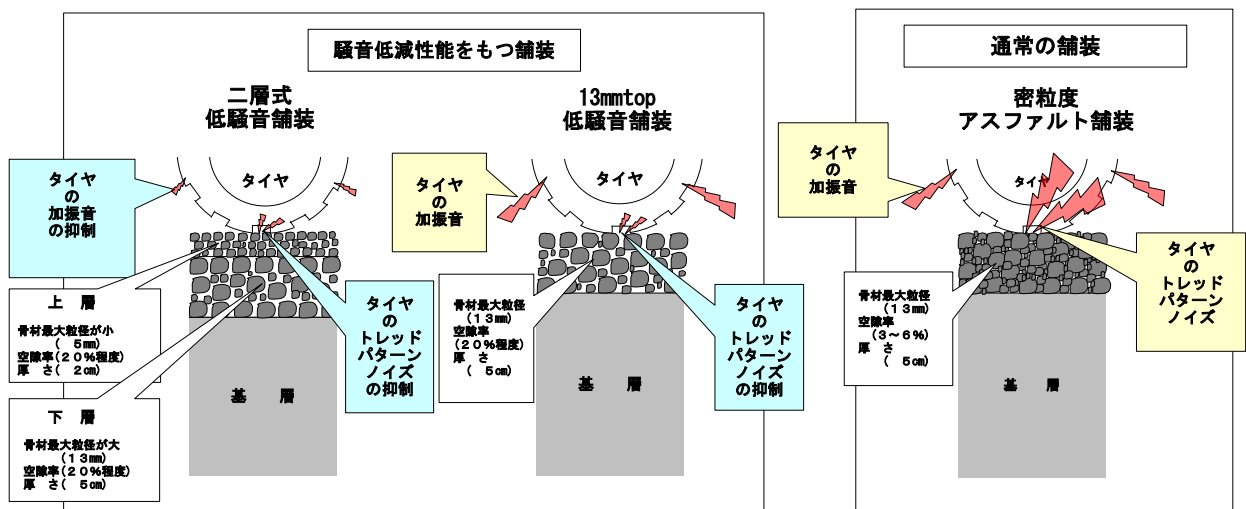 騒音低減性能をもつ舗装
二層式
低騒音舗装
タイヤ
タイヤ
の
加振音
の抑制
上　層
骨材最大粒径が小
(　５mm)
空隙率(２０%程度)
厚　さ(　２cm)
下　層
骨材最大粒径が大
(１３mm)
空隙率(２０%程度)
厚　さ(　５cm)
タイヤ
の
トレッド
パターン
ノイズ
の抑制
基　層
13mmtop
低騒音舗装
タイヤ
タイヤ
の
加振音
骨材最大粒径
(１３mm)
空隙率
(２０%程度)
厚　さ
(　５cm)
タイヤ
の
トレッド
パターン
ノイズ
の抑制
基　層
通常の舗装
密粒度
アスファルト舗装
タイヤ
タイヤ
の
加振音
骨材最大粒径
(１３mm)
空隙率
(３～６%)
厚　さ
(　５cm)
タイヤ
の
トレッド
パターン
ノイズ
基　層